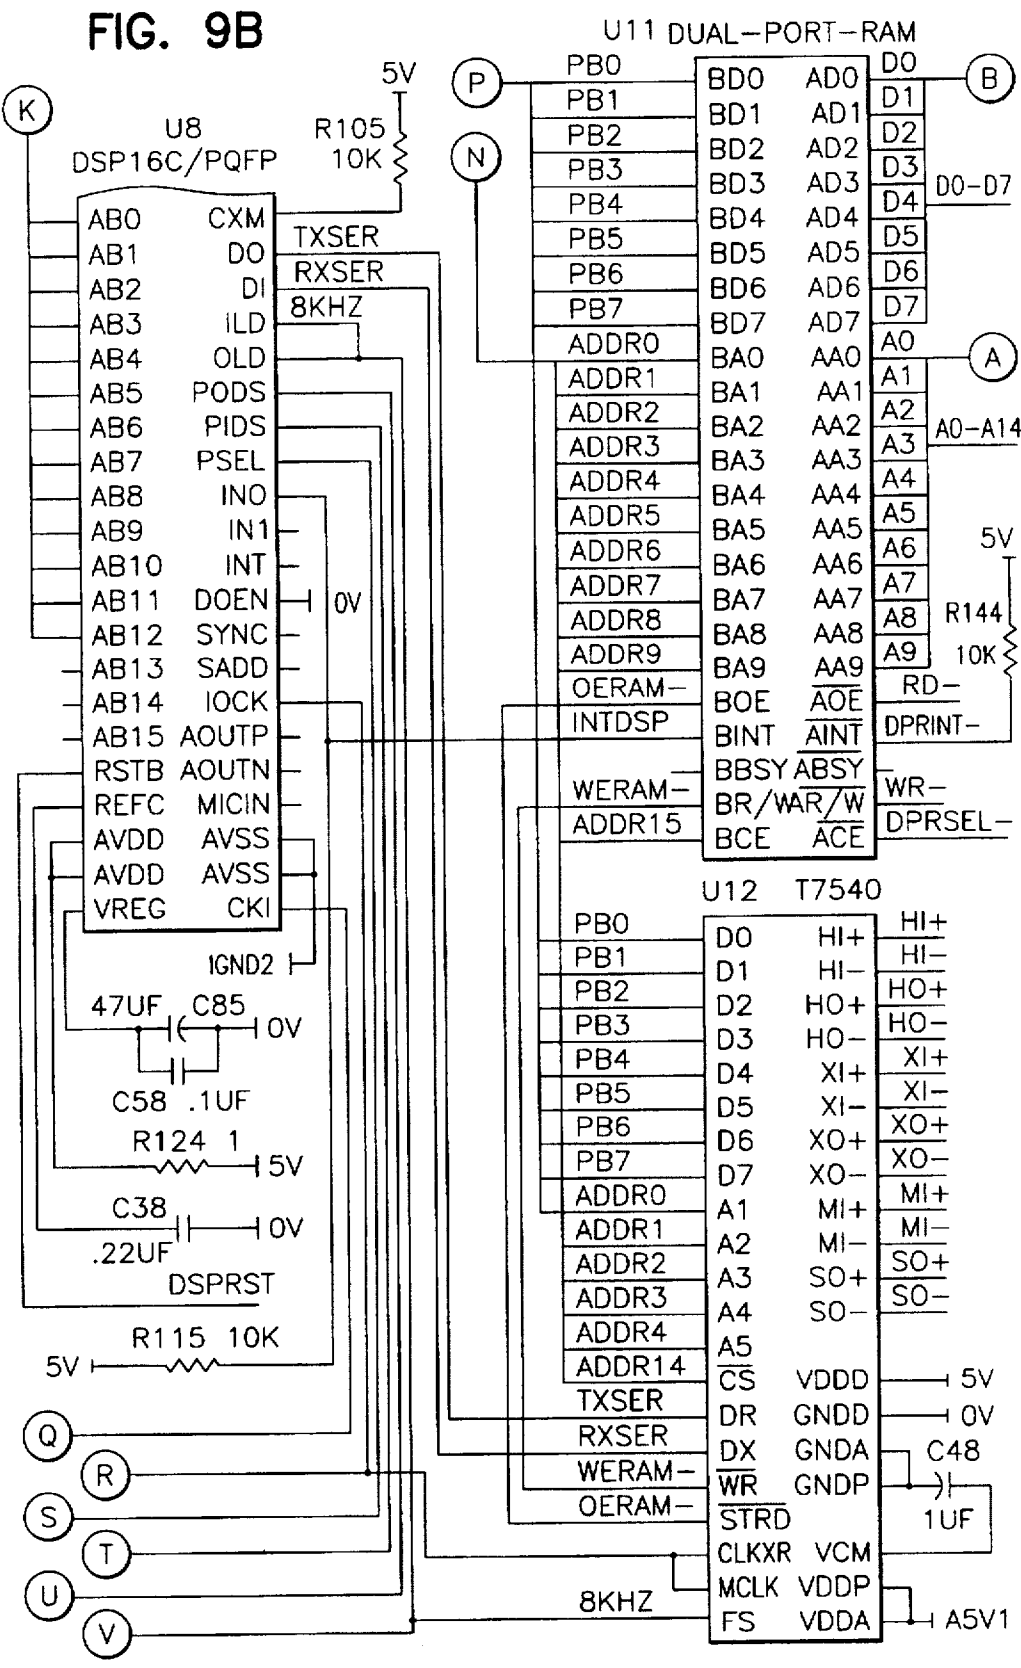 FIG. 9B
K
U8
DSP16C/PQFP
5V
R105
10K
AB0 CXM
AB1 DO
AB2 DI
AB3 ILD
AB4 OLD
AB5 PODS
AB6 PIDS
AB7 PSEL
AB8 INO
AB9 IN1
AB10 INT
AB11 DOEN
AB12 SYNC
AB13 SADD
AB14 IOCK
AB15 AOUTP
RSTB AOUTN
REFC MICIN
AVDD AVSS
AVDD AVSS
VREG CKI
TXSER
RXSER
8KHZ
0V
1GND2
47UF C85
0V
C58 .1UF
R124 1
5V
C38
0V
.22UF
DSPRST
R115 10K
5V
Q
R
S
T
U
V
U11 DUAL-PORT-RAM
P
N
B
A
PB0 BD0 AD0 D0
PB1 BD1 AD1 D1
PB2 BD2 AD2 D2
PB3 BD3 AD3 D3
PB4 BD4 AD4 D4
PB5 BD5 AD5 D5
PB6 BD6 AD6 D6
PB7 BD7 AD7 D7
D0-D7
ADDR0 BA0 AA0 A0
ADDR1 BA1 AA1 A1
ADDR2 BA2 AA2 A2
ADDR3 BA3 AA3 A3
ADDR4 BA4 AA4 A4
ADDR5 BA5 AA5 A5
ADDR6 BA6 AA6 A6
ADDR7 BA7 AA7 A7
ADDR8 BA8 AA8 A8
ADDR9 BA9 AA9 A9
A0-A14
5V
R144
10K
OERAM- BOE AOE RD-
INTDSP BINT AINT DPRINT-
BBSY ABSY
WERAM- BR/W AR/W WR-
ADDR15 BCE ACE DPRSEL-
U12 T7540
PB0 D0 HI+ HI+
PB1 D1 HI- HI-
PB2 D2 HO+ HO+
PB3 D3 HO- HO-
PB4 D4 XI+ XI+
PB5 D5 XI- XI-
PB6 D6 XO+ XO+
PB7 D7 XO- XO-
ADDR0 A1 MI+ MI+
ADDR1 A2 MI- MI-
ADDR2 A3 SO+ SO+
ADDR3 A4 SO- SO-
ADDR4 A5
ADDR14 CS VDDD 5V
TXSER DR GNDD 0V
RXSER DX GNDA C48
WERAM- WR GNDP
1UF
OERAM- STRD
CLKXR VCM
MCLK VDDP
8KHZ FS VDDA A5V1